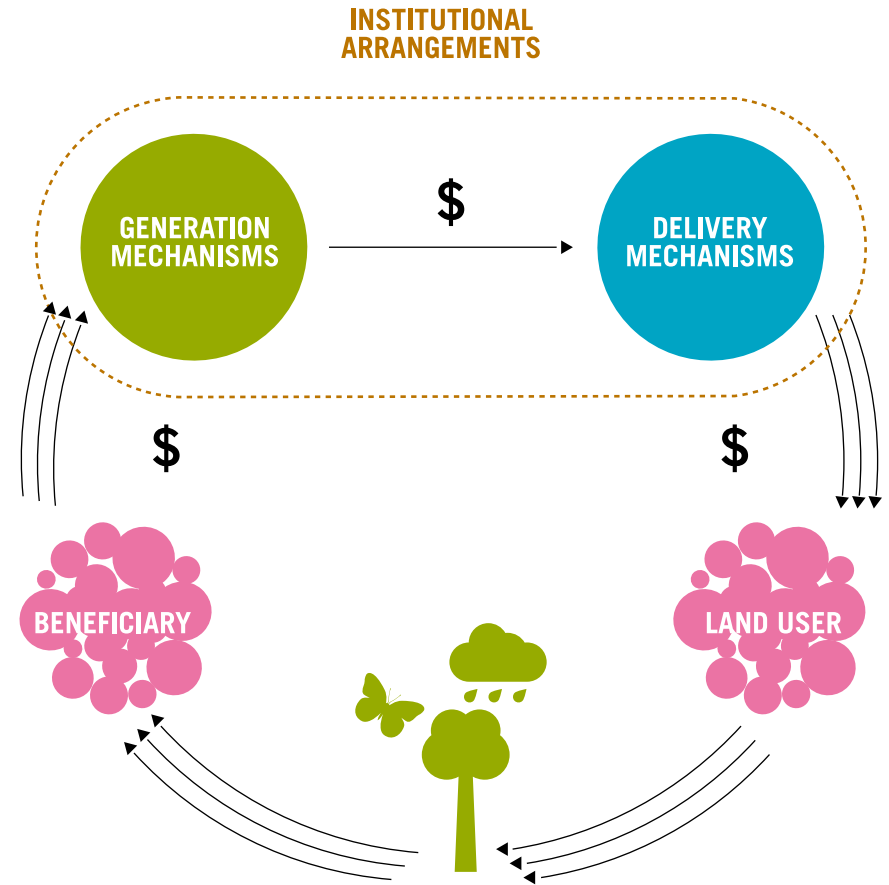 INSTITUTIONAL
ARRANGEMENTS
$
GENERATION
MECHANISMS
DELIVERY
MECHANISMS
$
$
BENEFICIARY
LAND USER